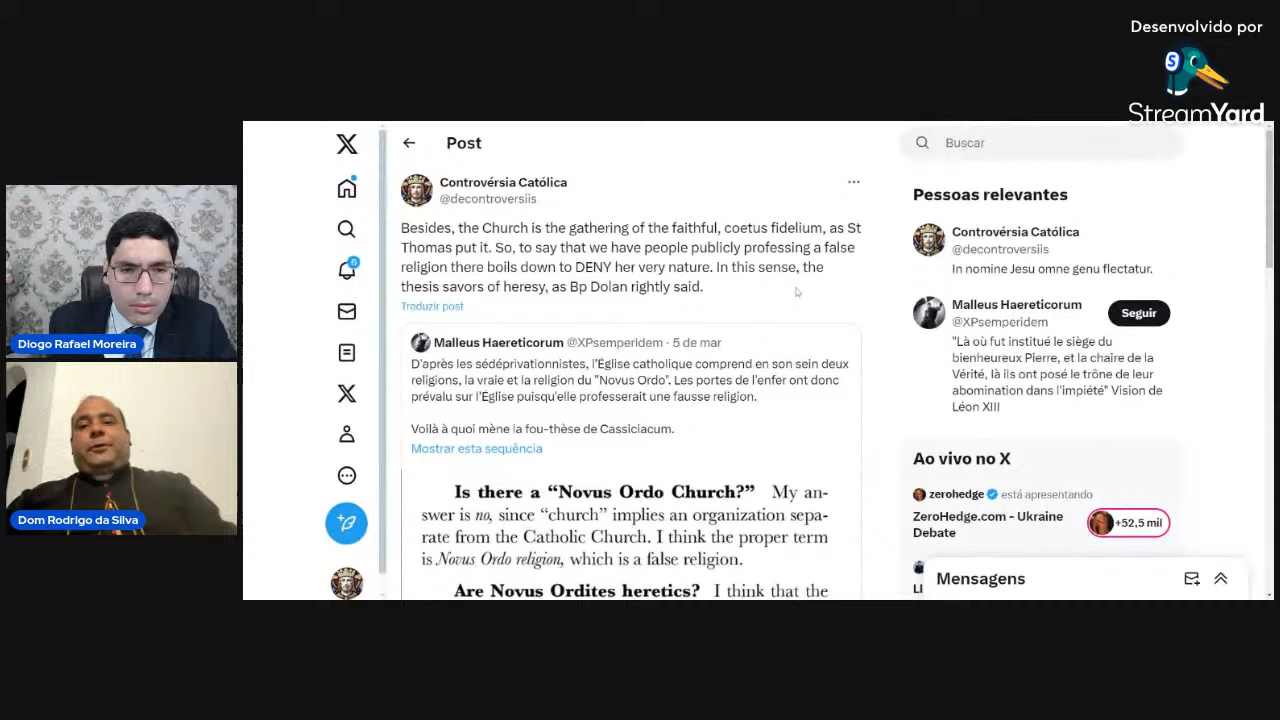 Desenvolvido por
StreamYard
Diogo Rafael Moreira
Dom Rodrigo da Silva
Post
Controvérsia Católica
@decontroversiis
Besides, the Church is the gathering of the faithful, coetus fidelium, as St
Thomas put it. So, to say that we have people publicly professing a false
religion there boils down to DENY her very nature. In this sense, the
thesis savors of heresy, as Bp Dolan rightly said.
Traduzir post
Malleus Haereticorum @XPsemperidem · 5 de mar
D'après les sédéprivationnistes, l'Église catholique comprend en son sein deux
religions, la vraie et la religion du "Novus Ordo". Les portes de l'enfer ont donc
prévalu sur l'Église puisqu'elle professerait une fausse religion.
Voilà à quoi mène la fou-thèse de Cassiciacum.
Mostrar esta sequência
Is there a “Novus Ordo Church?” My an-
swer is no, since “church” implies an organization sepa-
rate from the Catholic Church. I think the proper term
is Novus Ordo religion, which is a false religion.
Are Novus Ordites heretics? I think that the
Buscar
Pessoas relevantes
Controvérsia Católica
@decontroversiis
In nomine Jesu omne genu flectatur.
Malleus Haereticorum
@XPsemperidem
Seguir
"Là où fut institué le siège du
bienheureux Pierre, et la chaire de la
Vérité, là ils ont posé le trône de leur
abomination dans l'impiété" Vision de
Léon XIII
Ao vivo no X
zerohedge está apresentando
ZeroHedge.com - Ukraine
Debate
+52,5 mil
Mensagens
6